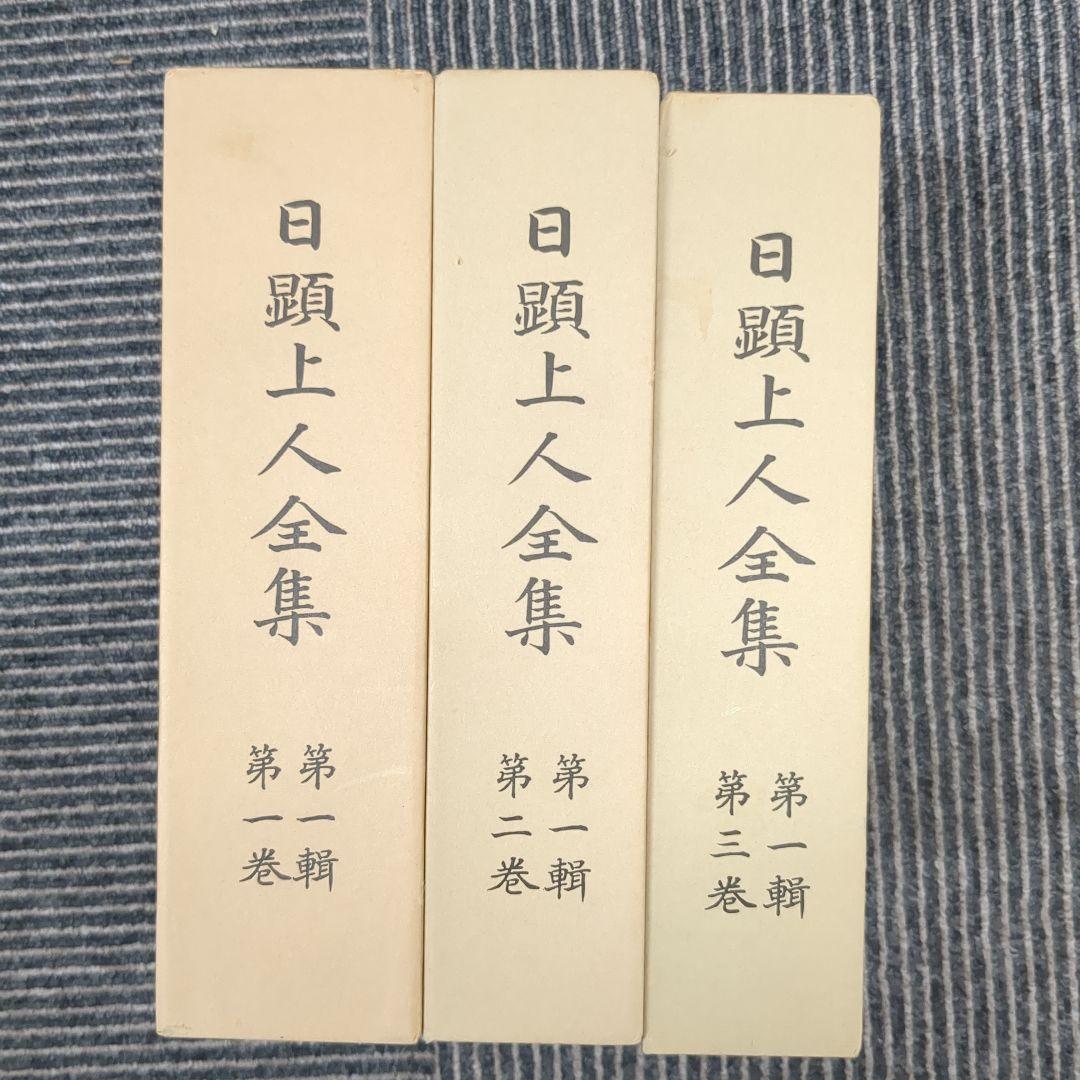 日顕上人全集
第一輯
第一巻
日顕上人全集
第一輯
第二巻
日顕上人全集
第一輯
第三巻